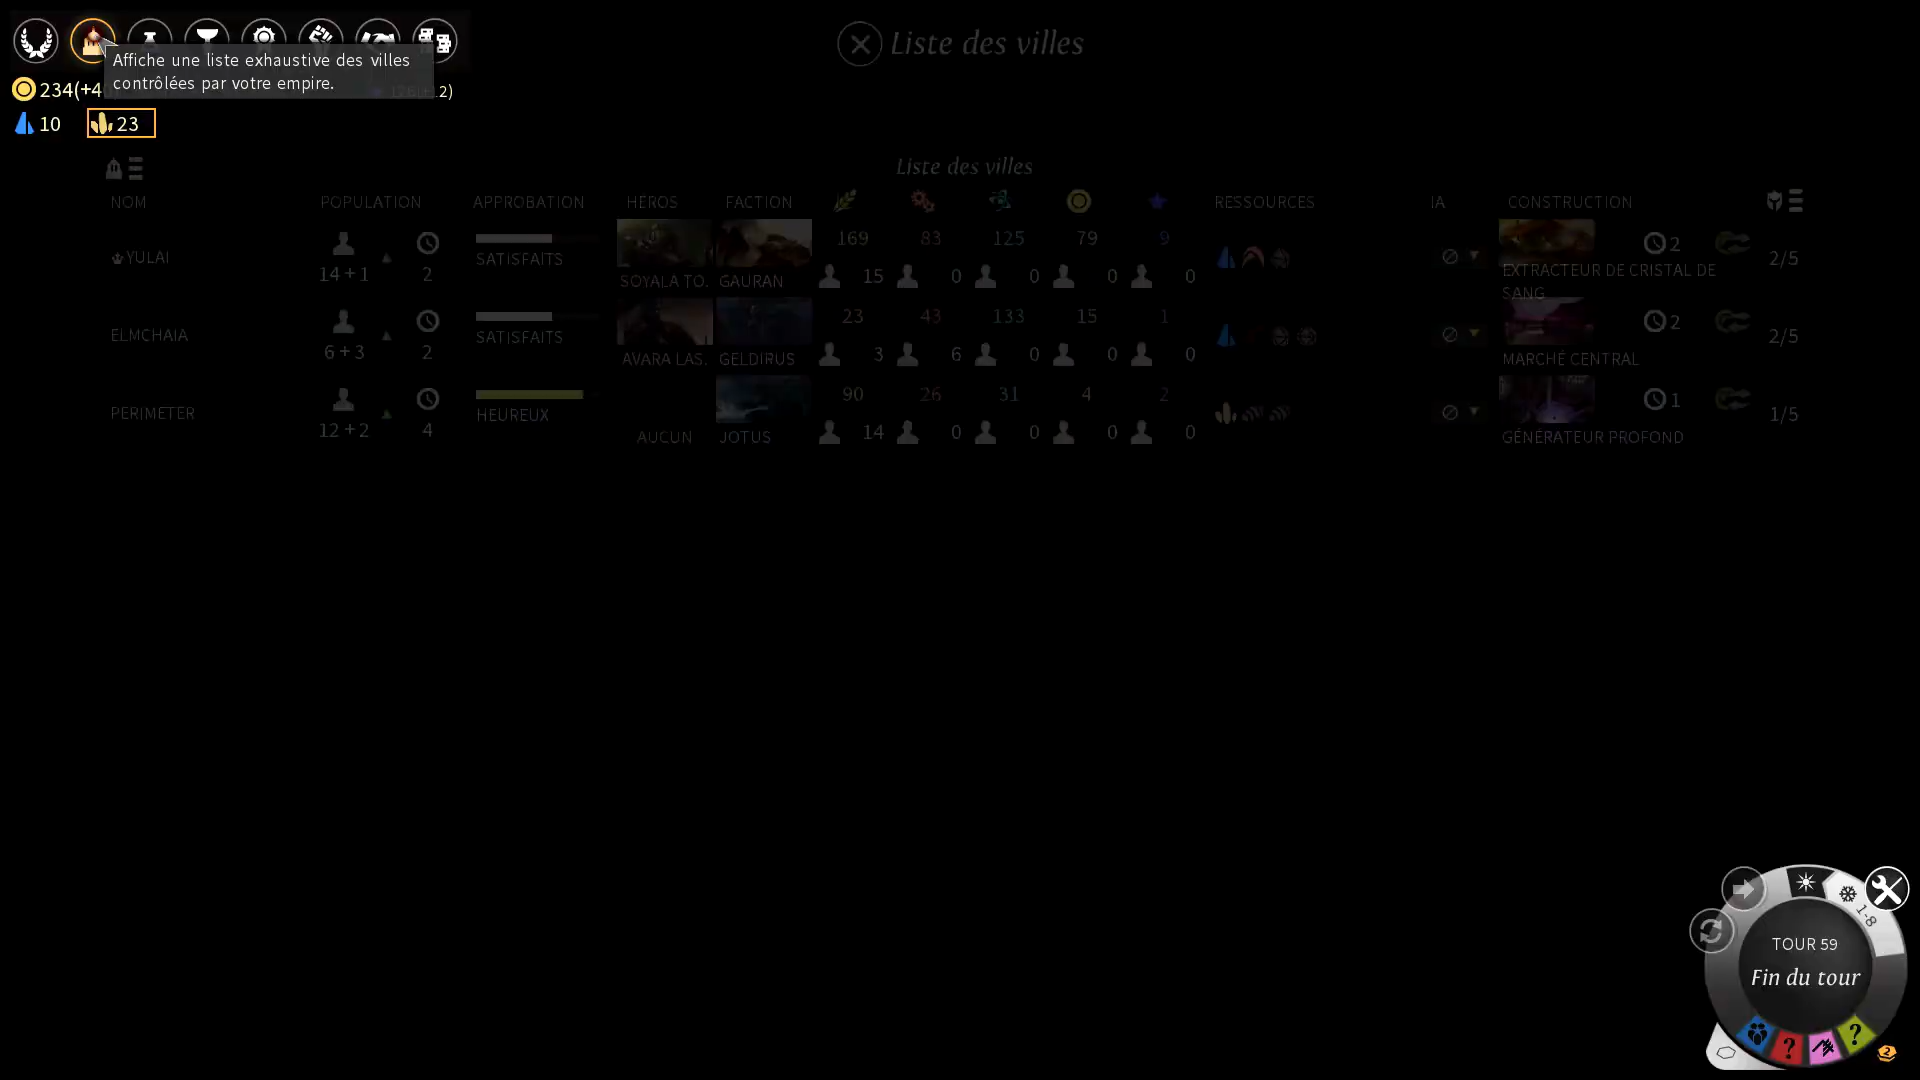 Liste des villes
Affiche une liste exhaustive des villes
contrôlées par votre empire.
234(+4
2)
10 23
Liste des villes
NOM POPULATION APPROBATION HÉROS FACTION RESSOURCES IA CONSTRUCTION
YULAI 14 + 1 2 SATISFAITS SOYALA TO. GAURAN 169 83 125 79 9
15 0 0 0 0
EXTRACTEUR DE CRISTAL DE
SANG
2 2/5
ELMCHAIA 6 + 3 2 SATISFAITS AVARA LAS. GELDIRUS 23 43 133 15 1
3 6 0 0 0
MARCHÉ CENTRAL 2 2/5
PERIMETER 12 + 2 4 HEUREUX AUCUN JOTUS 90 26 31 4 2
14 0 0 0 0
GÉNÉRATEUR PROFOND 1 1/5
1-8
TOUR 59
Fin du tour
? ?
2